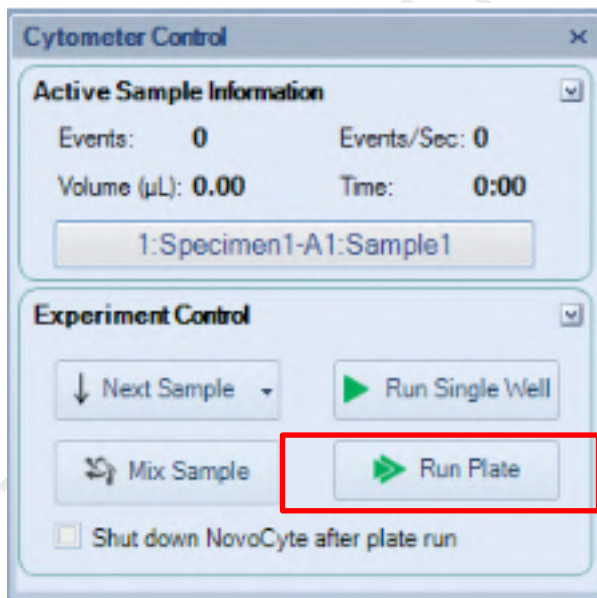 Cytometer Control
Active Sample Information
Events: 0 Events/Sec: 0
Volume (µL): 0.00 Time: 0:00
1:Specimen1-A1:Sample1
Experiment Control
Next Sample Run Single Well
Mix Sample Run Plate
Shut down NovoCyte after plate run